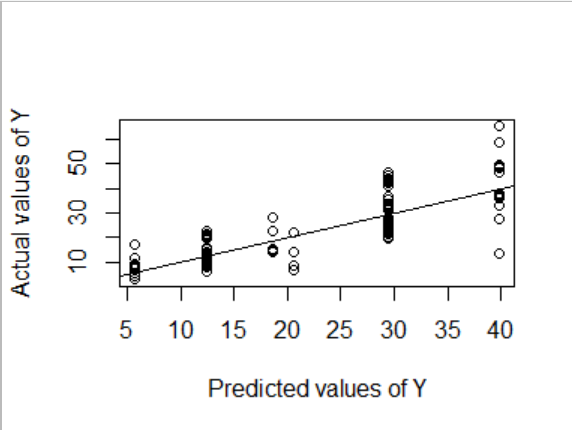 Actual values of Y
50
30
10
5 10 15 20 25 30 35 40
Predicted values of Y